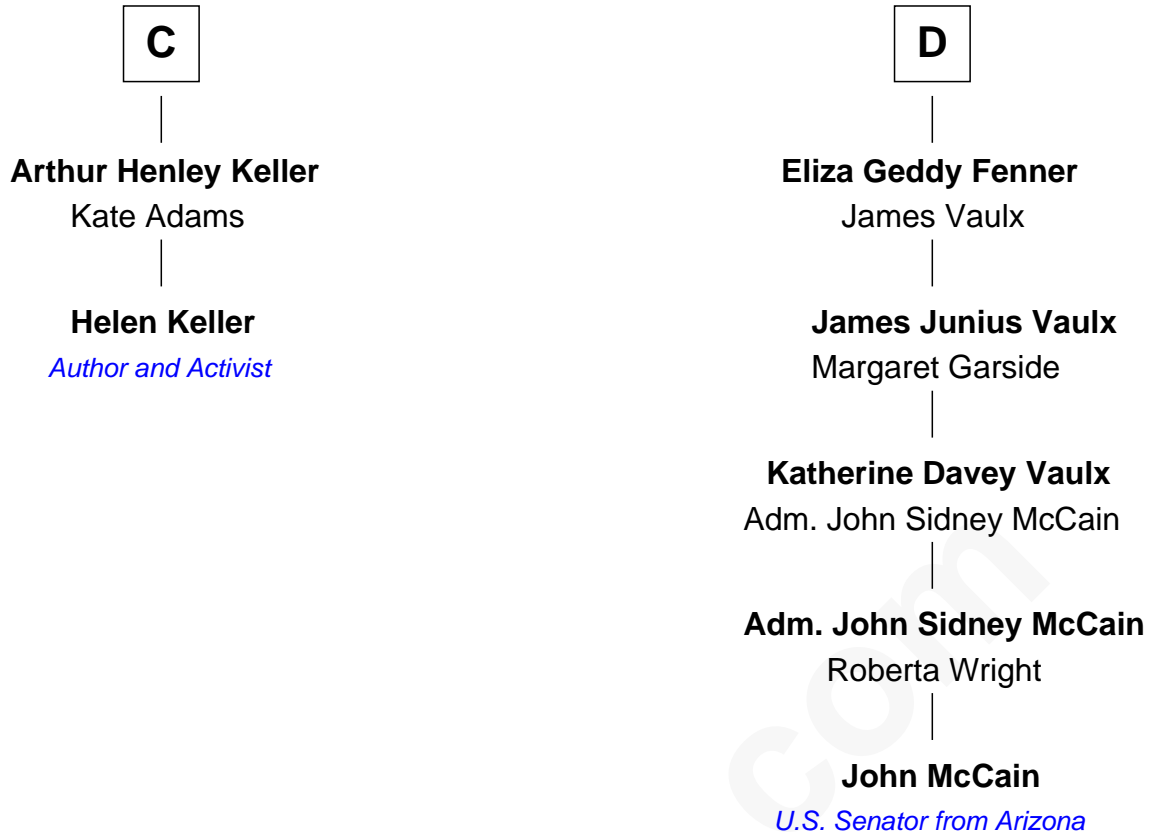 C
Arthur Henley Keller
Kate Adams
Helen Keller
Author and Activist
D
Eliza Geddy Fenner
James Vaulx
James Junius Vaulx
Margaret Garside
Katherine Davey Vaulx
Adm. John Sidney McCain
Adm. John Sidney McCain
Roberta Wright
John McCain
U.S. Senator from Arizona
com